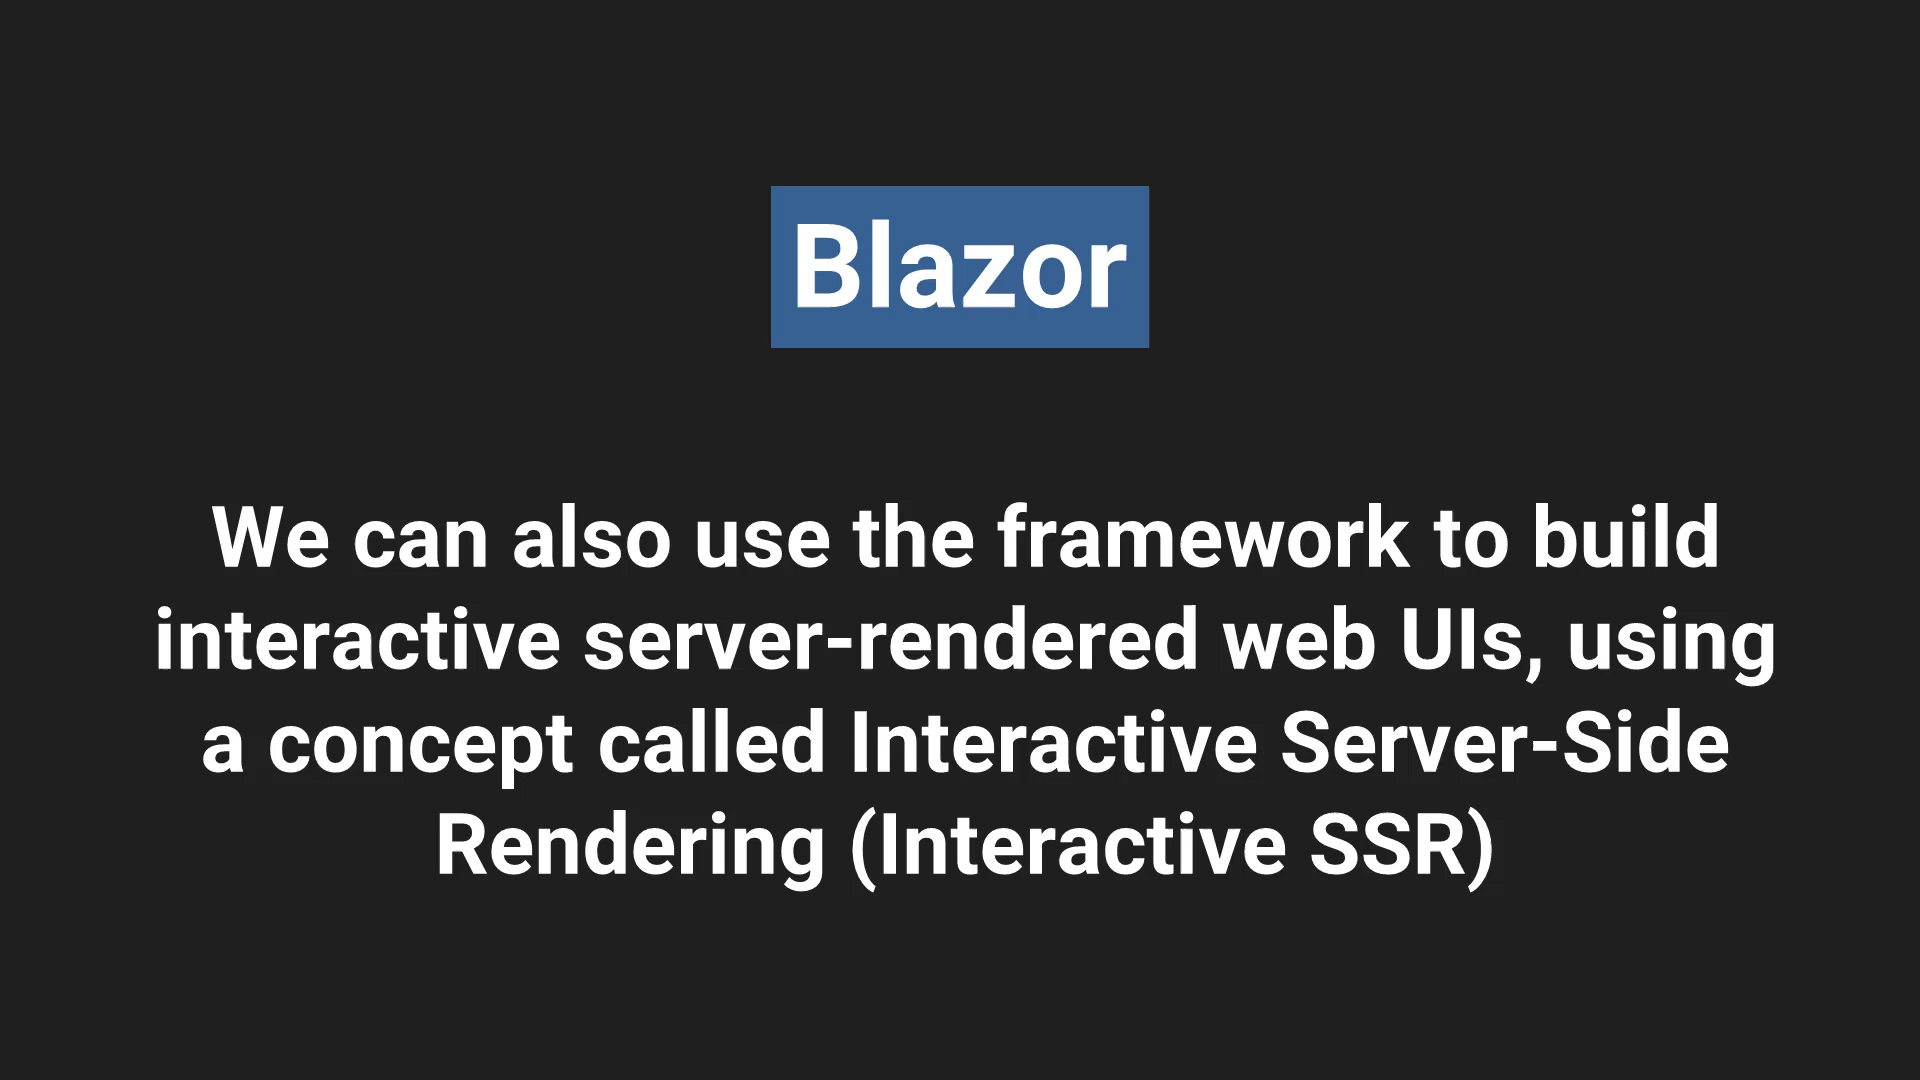 Blazor
We can also use the framework to build
interactive server-rendered web UIs, using
a concept called Interactive Server-Side
Rendering (Interactive SSR)